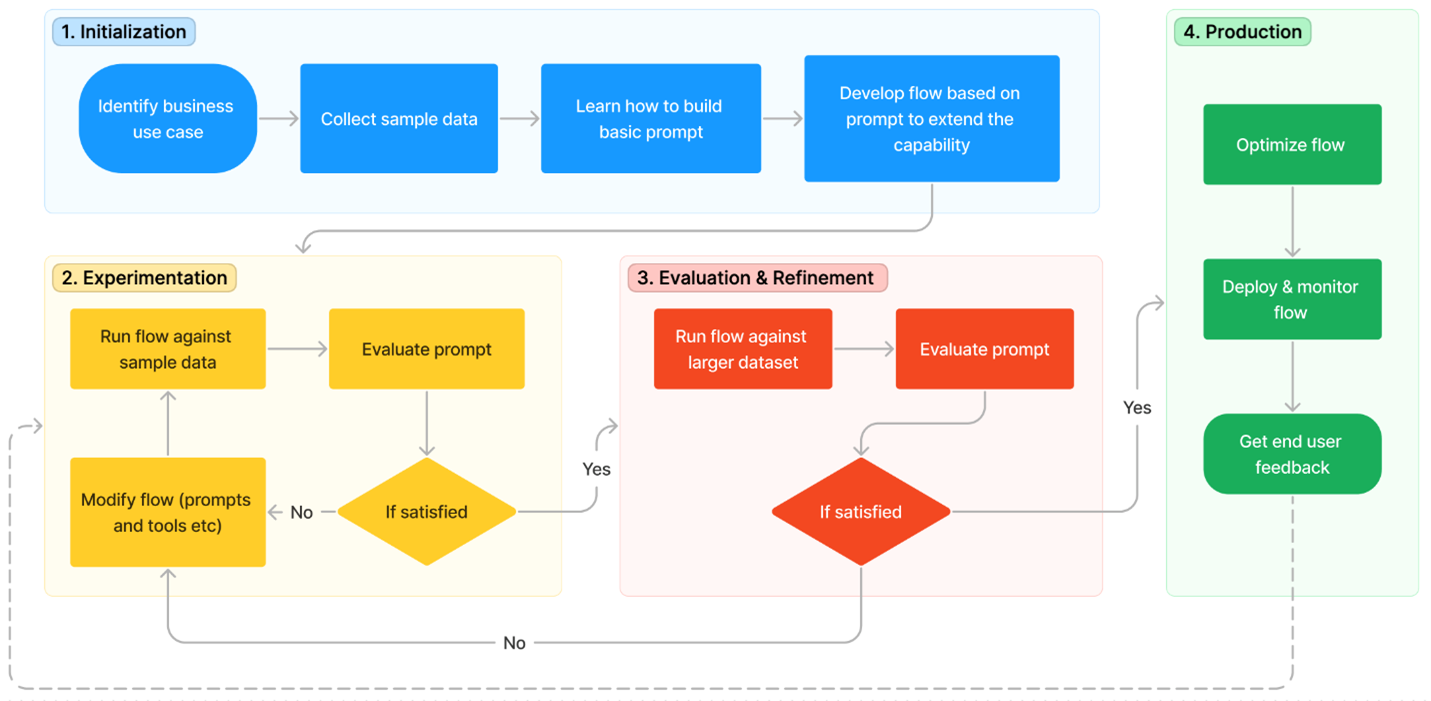 1. Initialization
Identify business
use case
Collect sample data
Learn how to build
basic prompt
Develop flow based on
prompt to extend the
capability
2. Experimentation
Run flow against
sample data
Evaluate prompt
Modify flow (prompts
and tools etc)
No
If satisfied
Yes
3. Evaluation & Refinement
Run flow against
larger dataset
Evaluate prompt
If satisfied
No
Yes
4. Production
Optimize flow
Deploy & monitor
flow
Get end user
feedback